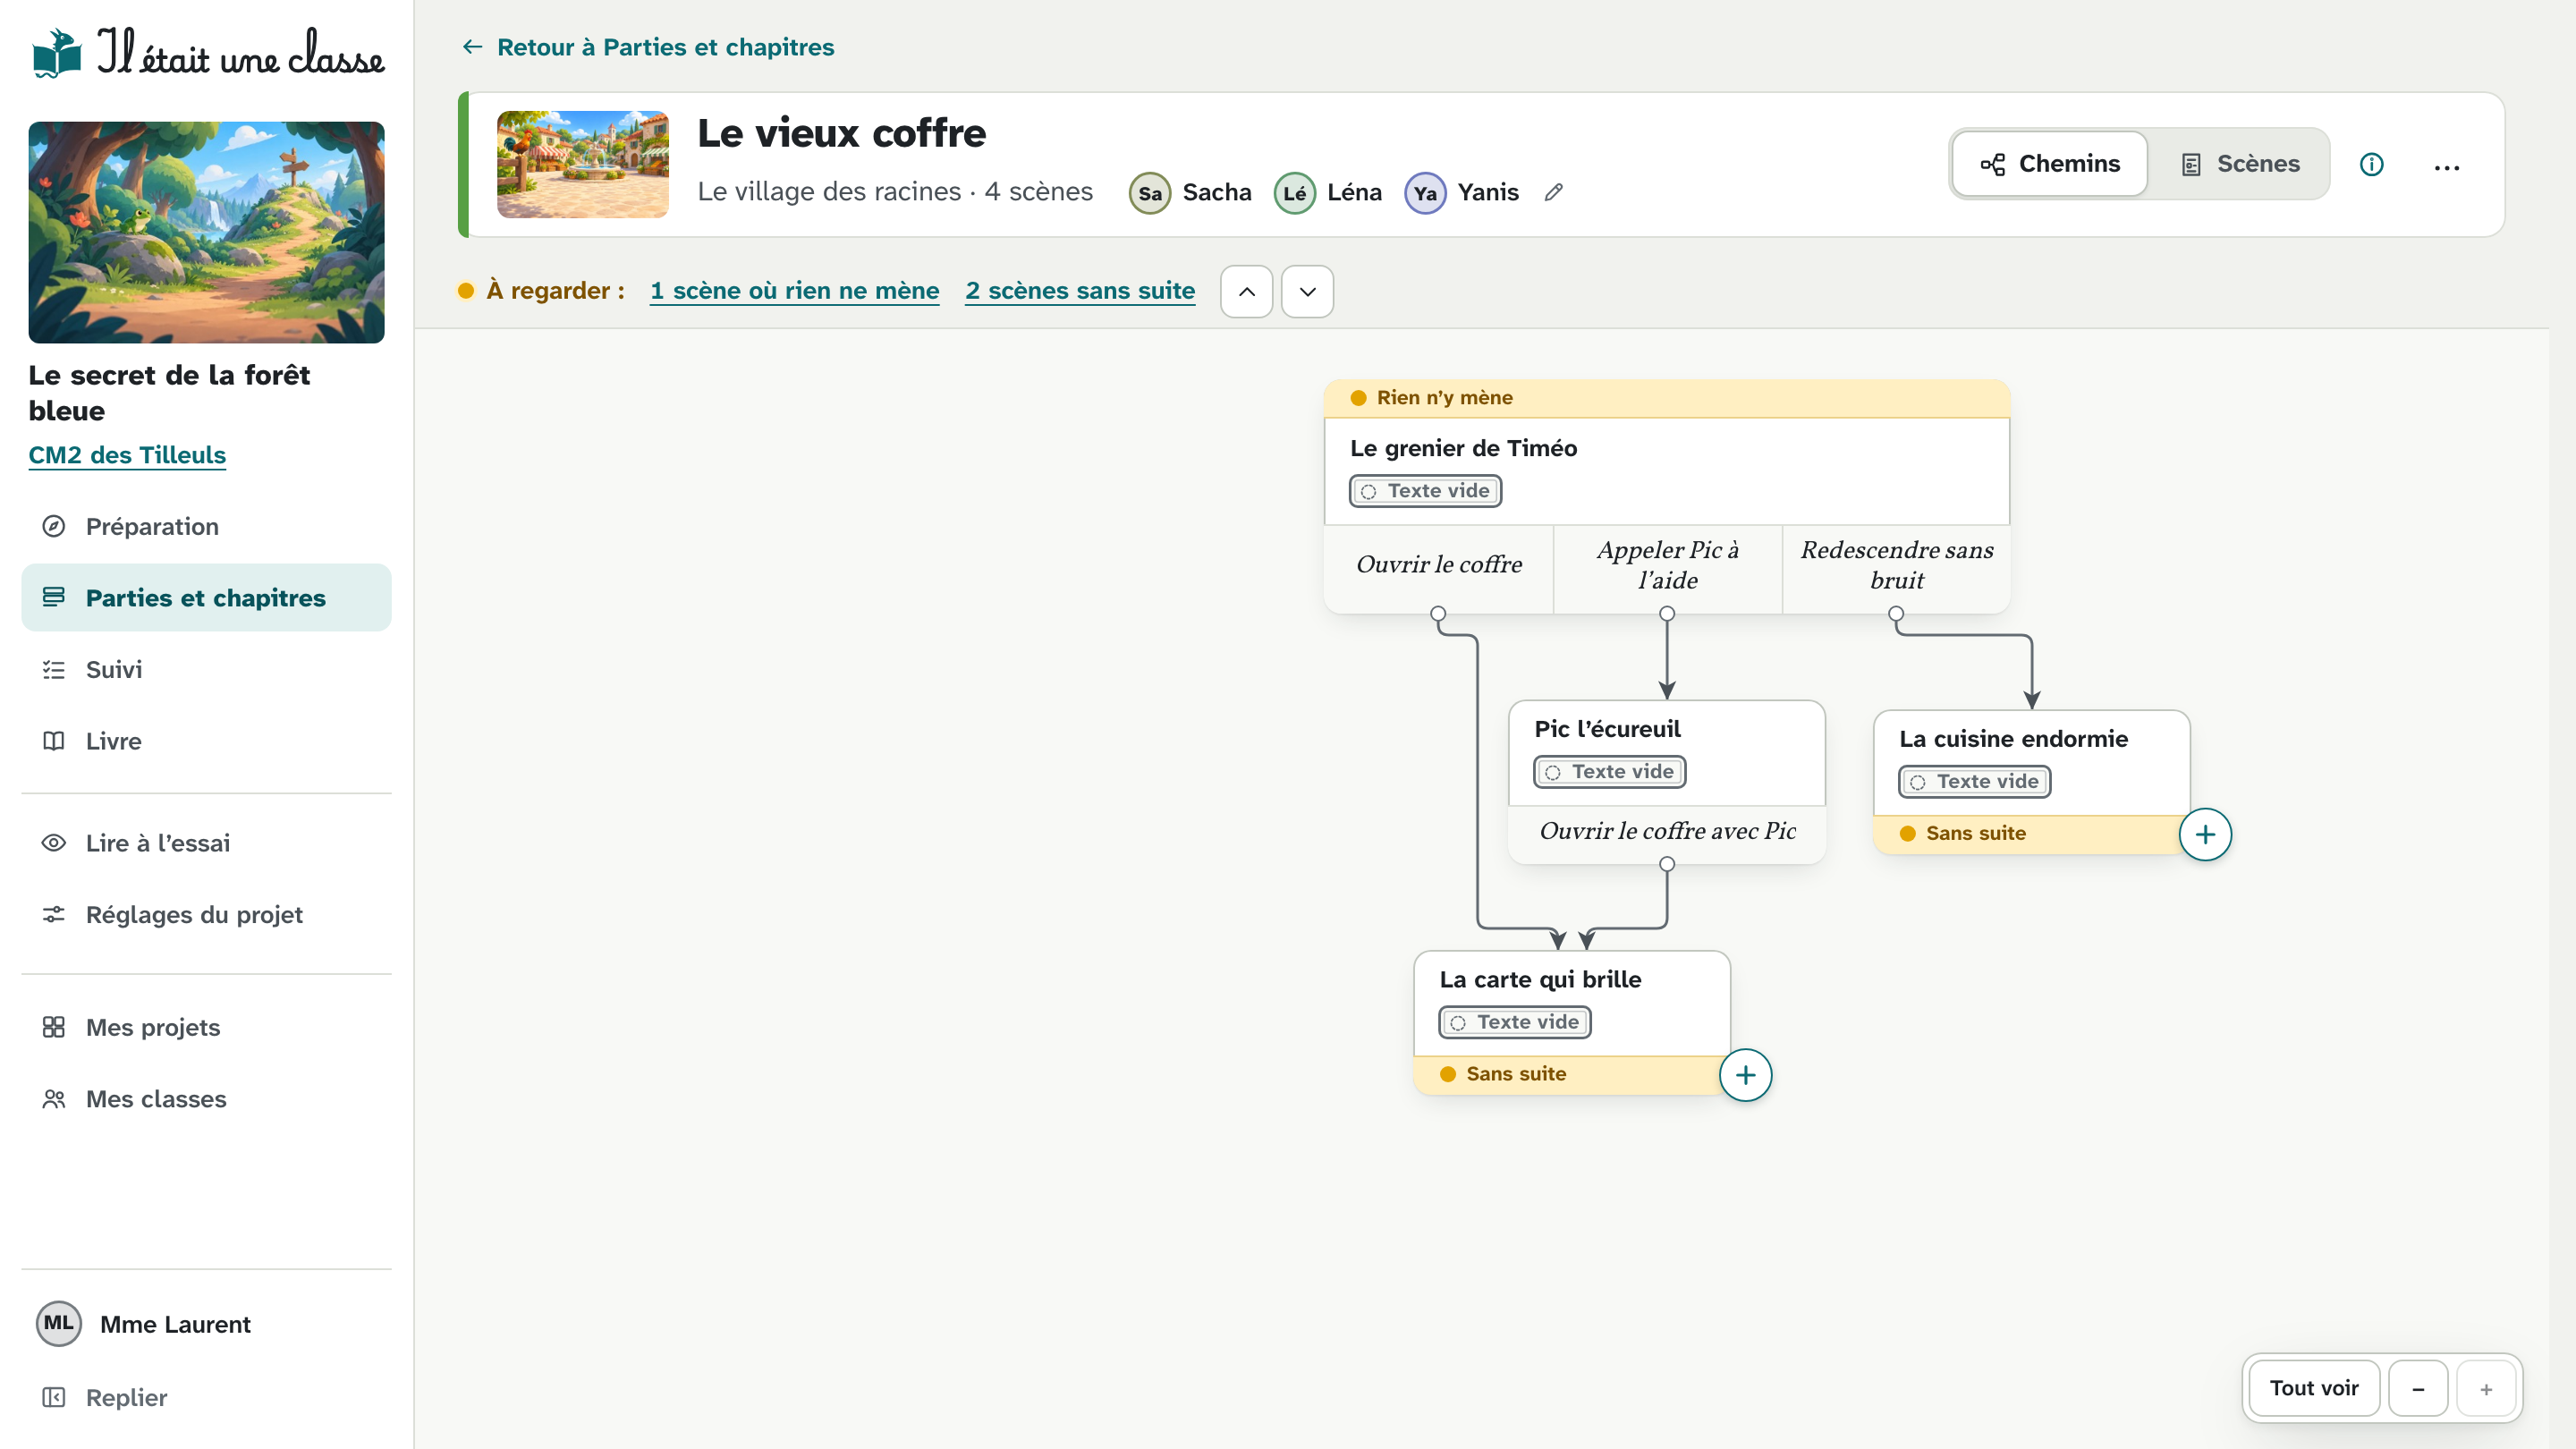 Il était une classe
Le secret de la forêt
bleue
CM2 des Tilleuls
Préparation
Parties et chapitres
Suivi
Livre
Lire à l’essai
Réglages du projet
Mes projets
Mes classes
ML Mme Laurent
Replier
← Retour à Parties et chapitres
Le vieux coffre
Le village des racines · 4 scènes Sa Sacha Lé Léna Ya Yanis
Chemins Scènes ...
À regarder : 1 scène où rien ne mène 2 scènes sans suite
Rien n’y mène
Le grenier de Timéo
Texte vide
Ouvrir le coffre
Appeler Pic à
l’aide
Redescendre sans
bruit
Pic l’écureuil
Texte vide
Ouvrir le coffre avec Pic
La cuisine endormie
Texte vide
Sans suite
+
La carte qui brille
Texte vide
Sans suite
+
Tout voir − +